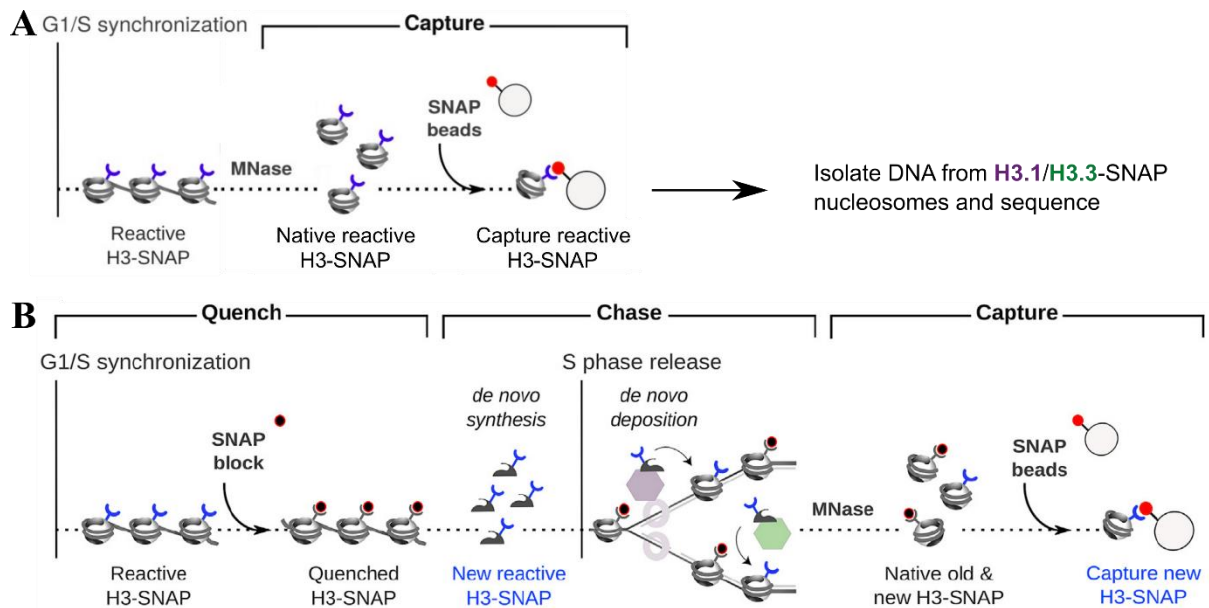 A
G1/S synchronization
Capture
SNAP
beads
MNase
Reactive
H3-SNAP
Native reactive
H3-SNAP
Capture reactive
H3-SNAP
Isolate DNA from H3.1/H3.3-SNAP
nucleosomes and sequence
B
Quench
Chase
Capture
G1/S synchronization
S phase release
SNAP
block
de novo
synthesis
de novo
deposition
MNase
SNAP
beads
Reactive
H3-SNAP
Quenched
H3-SNAP
New reactive
H3-SNAP
Native old &
new H3-SNAP
Capture new
H3-SNAP